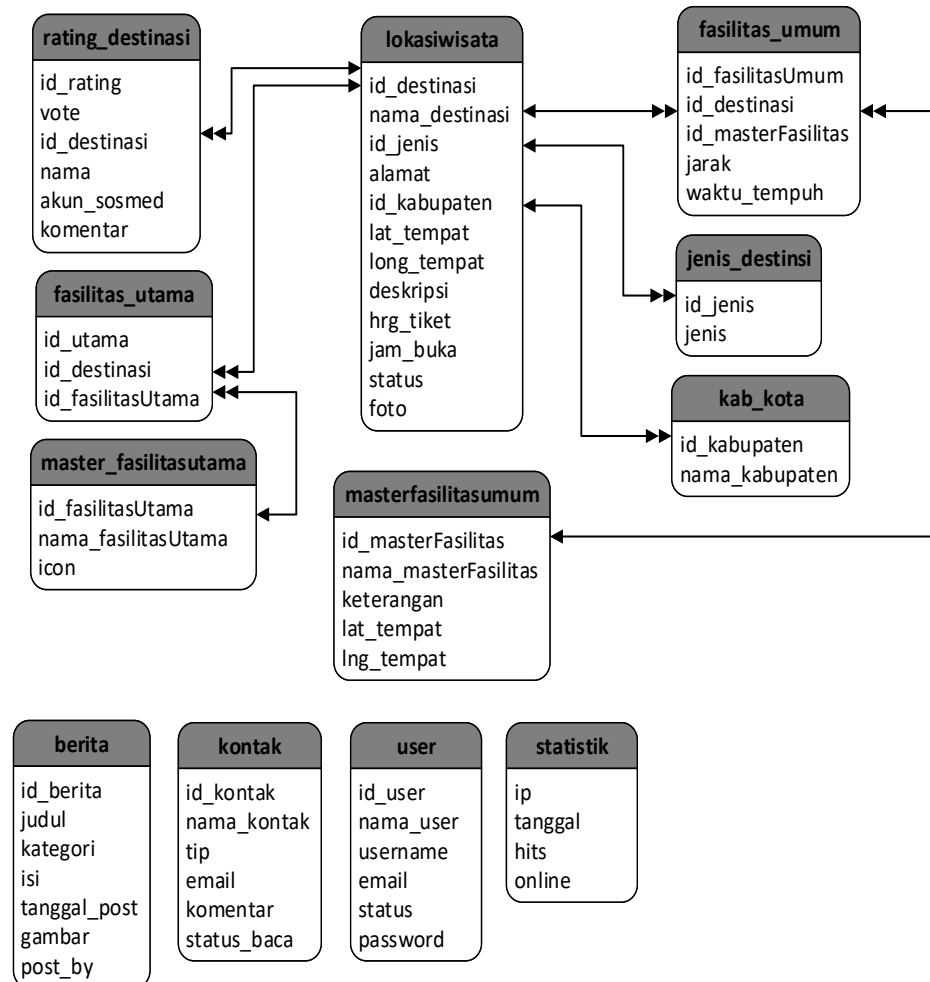 rating_destinasi
id_rating
vote
id_destinasi
nama
akun_sosmed
komentar
lokasiwisata
id_destinasi
nama_destinasi
id_jenis
alamat
id_kabupaten
lat_tempat
long_tempat
deskripsi
hrg_tiket
jam_buka
status
foto
fasilitas_umum
id_fasilitasUmum
id_destinasi
id_masterFasilitas
jarak
waktu_tempuh
fasilitas_utama
id_utama
id_destinasi
id_fasilitasUtama
jenis_destinsi
id_jenis
jenis
kab_kota
id_kabupaten
nama_kabupaten
master_fasilitasutama
id_fasilitasUtama
nama_fasilitasUtama
icon
masterfasilitasumum
id_masterFasilitas
nama_masterFasilitas
keterangan
lat_tempat
lng_tempat
berita
id_berita
judul
kategori
isi
tanggal_post
gambar
post_by
kontak
id_kontak
nama_kontak
tip
email
komentar
status_baca
user
id_user
nama_user
username
email
status
password
statistik
ip
tanggal
hits
online